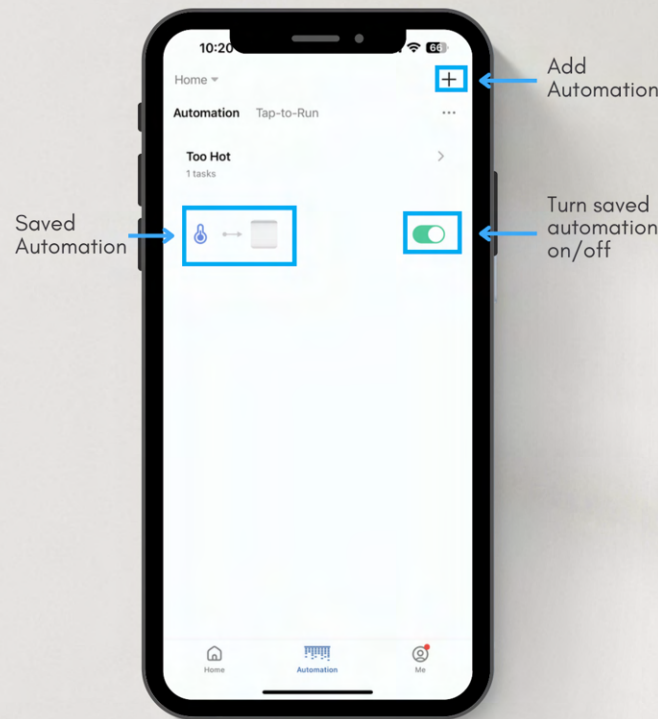 10:20
66
Home
Add
Automation
Automation Tap-to-Run
Too Hot
1 tasks
Saved
Automation
Turn saved
automation
on/off
Home Automation Me